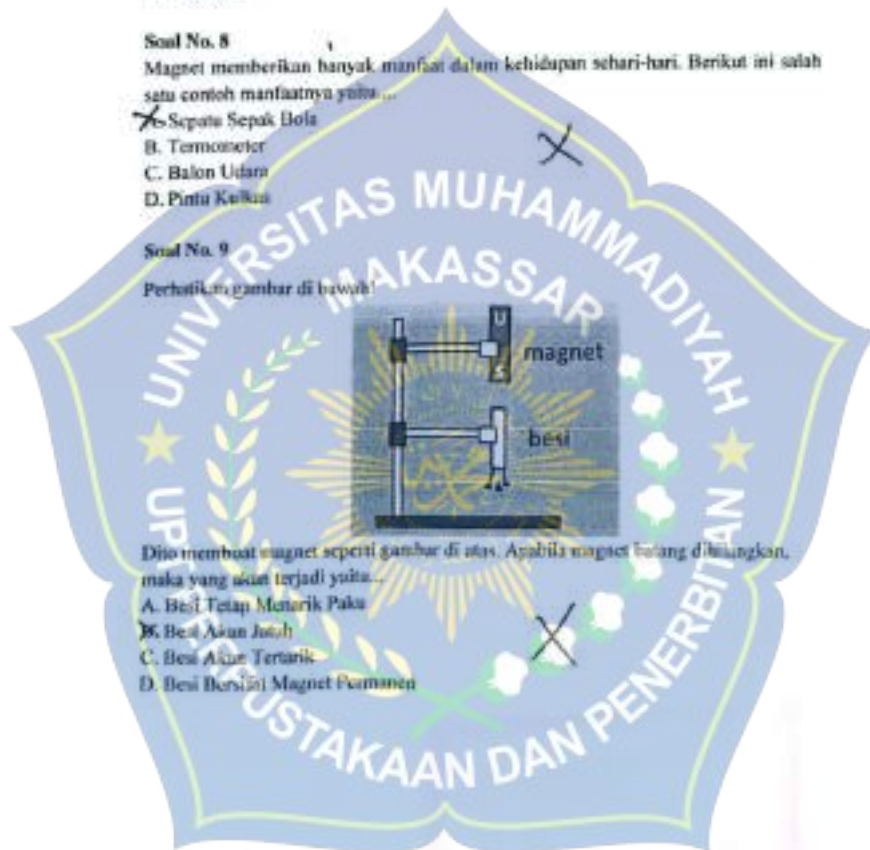 Soal No. 8
Magnet memberikan banyak manfaat dalam kehidupan sehari-hari. Berikut ini salah
satu contoh manfaatnya yaitu....
A. Sepatu Sepak Bola
B. Termometer
C. Balon Udara
D. Pintu Kulkas
Soal No. 9
Perhatikan gambar di bawah!
U
magnet
S
besi
Dito membuat magnet seperti gambar di atas. Apabila magnet batang dihilangkan,
maka yang akan terjadi yaitu...
A. Besi Tetap Menarik Paku
B. Besi Akan Jatuh
C. Besi Akan Tertarik
D. Besi Bersifat Magnet Permanen
UNIVERSITAS MUHAMMADIYAH
MAKASSAR
USTAKAAN DAN PENERBITAN